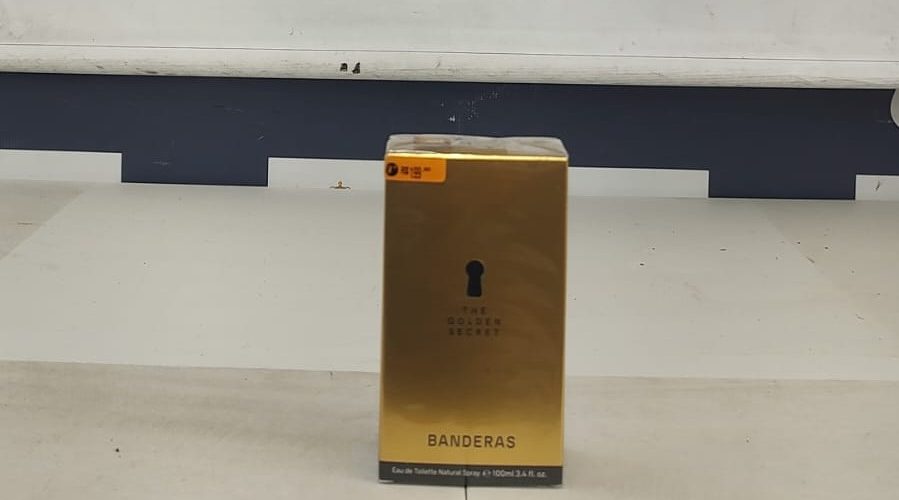 THE
GOLDEN
SECRET
BANDERAS
Eau de Toilette Natural Spray e 100ml 3.4 fl. oz.